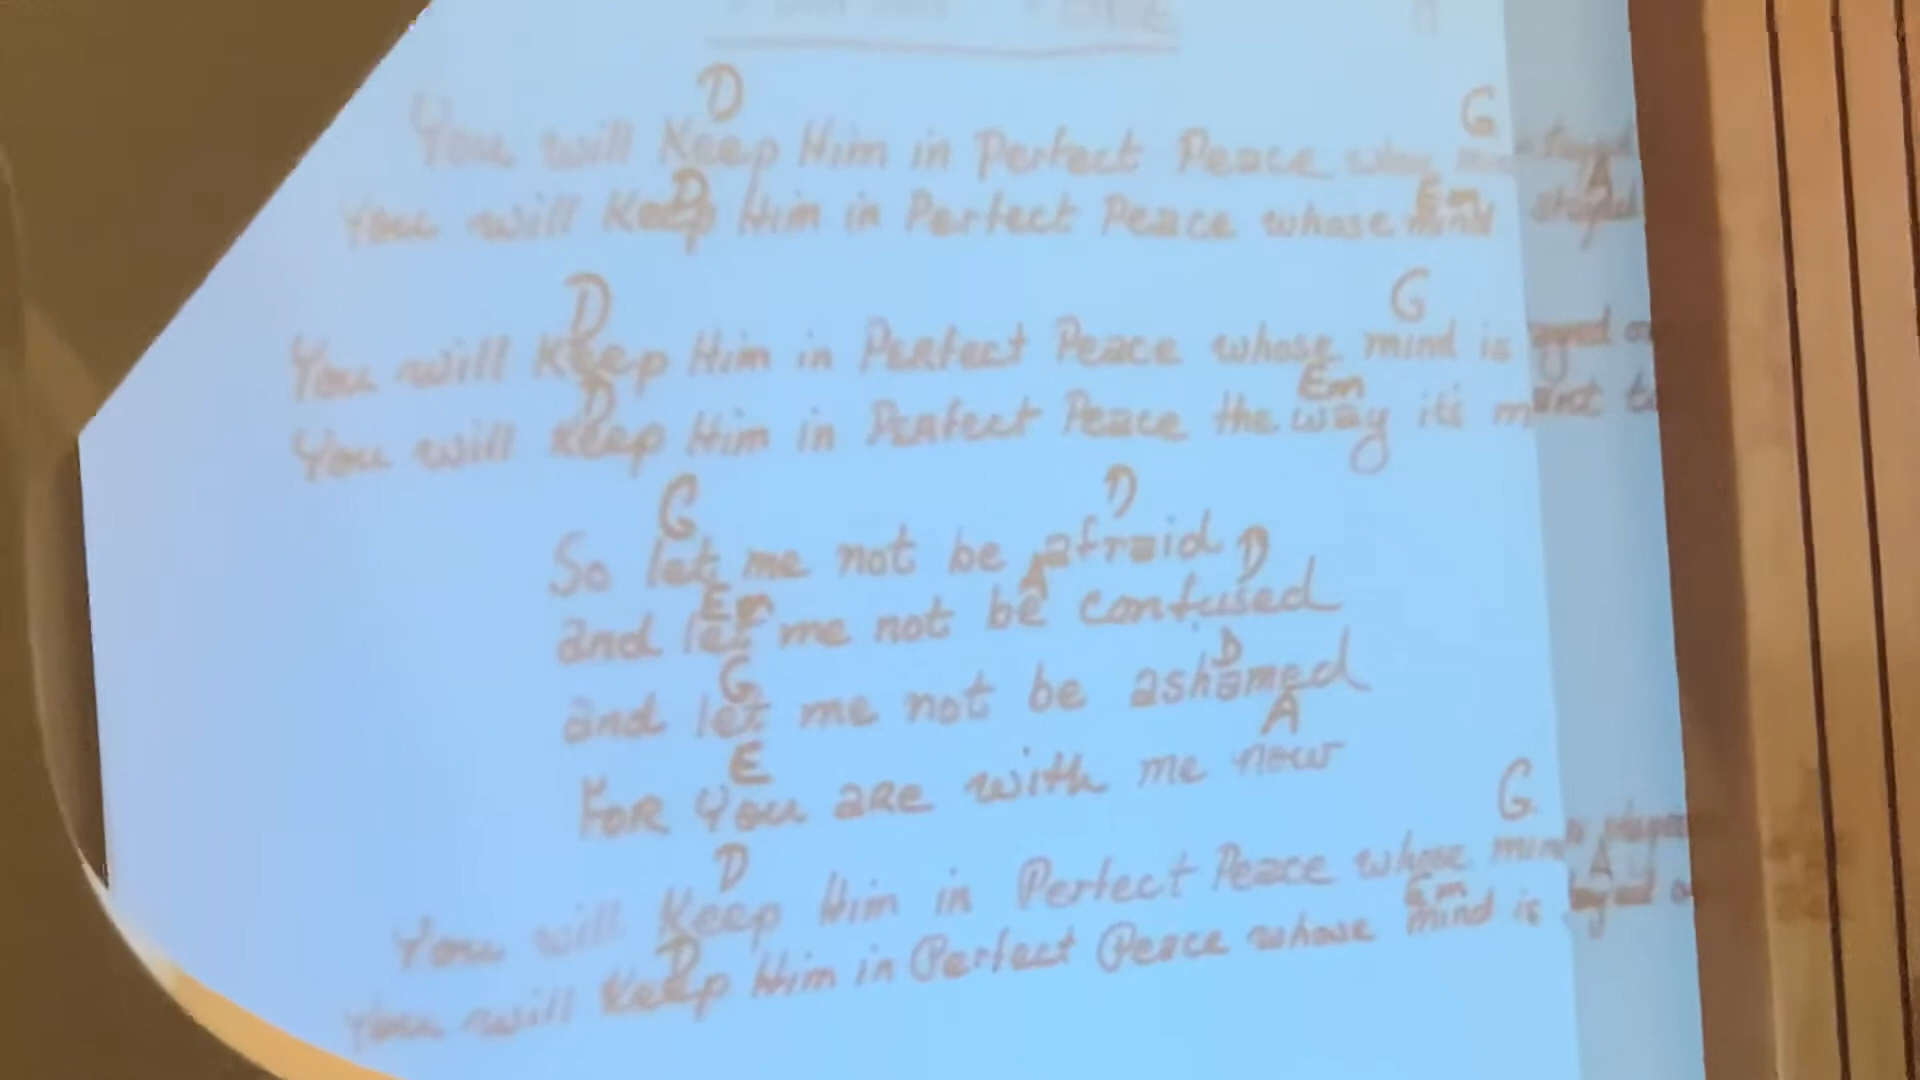 D G
You will Keep Him in Perfect Peace
D Em A
You will Keep Him in Perfect Peace whose mind stayed
D G
You will Keep Him in Perfect Peace whose mind is
D Em
You will Keep Him in Perfect Peace the way it's
G D
So let me not be afraid
Em A D
and let me not be confused
G D
and let me not be ashamed
E A
For you are with me now
D G
You will Keep Him in Perfect Peace whose
D Em A
You will Keep Him in Perfect Peace whose mind is